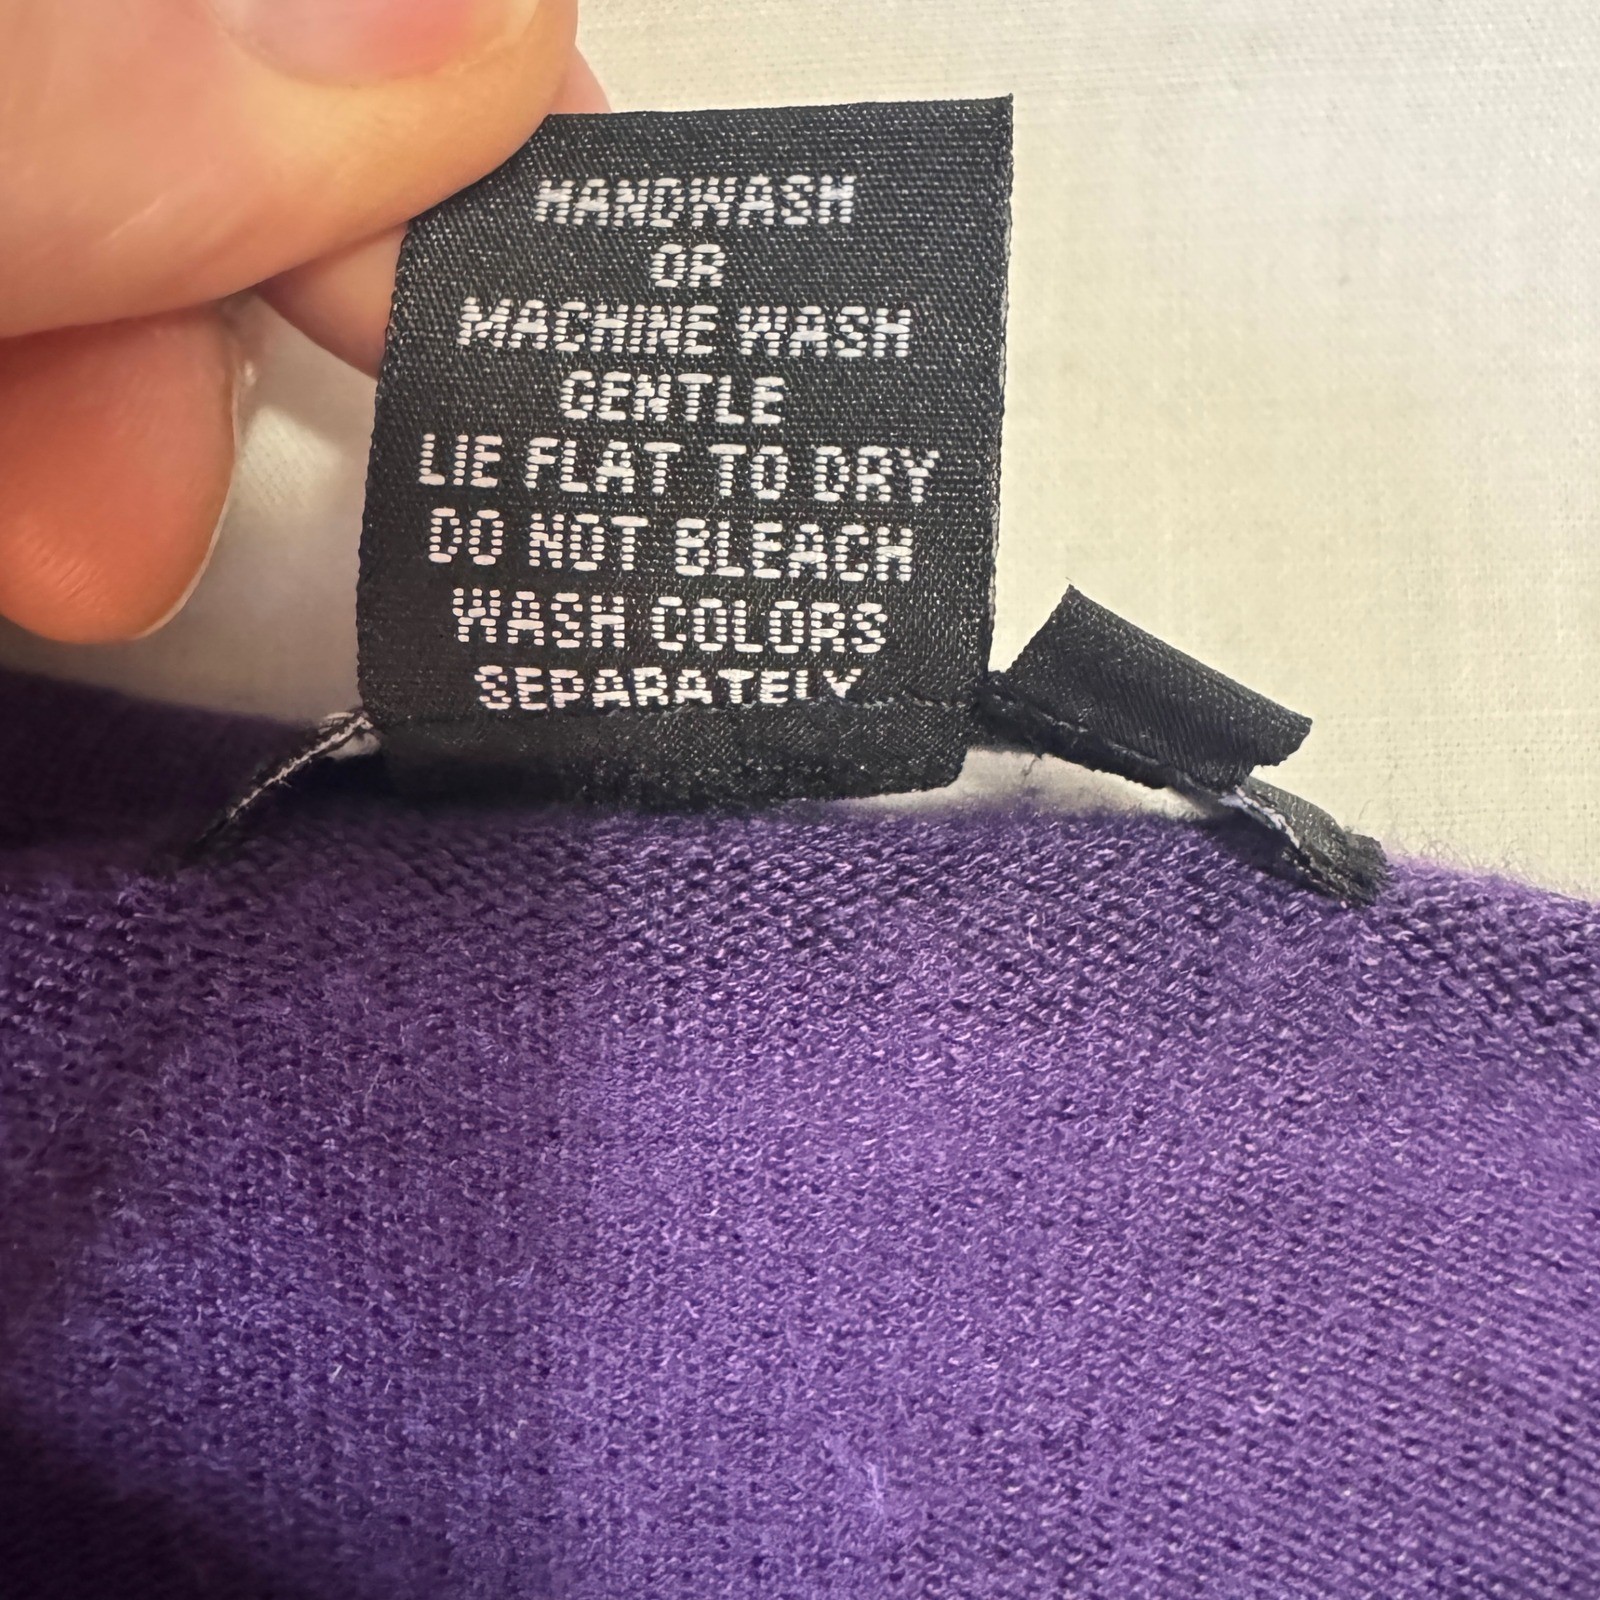 HANDWASH
OR
MACHINE WASH
GENTLE
LIE FLAT TO DRY
DO NOT BLEACH
WASH COLORS
SEPARATELY